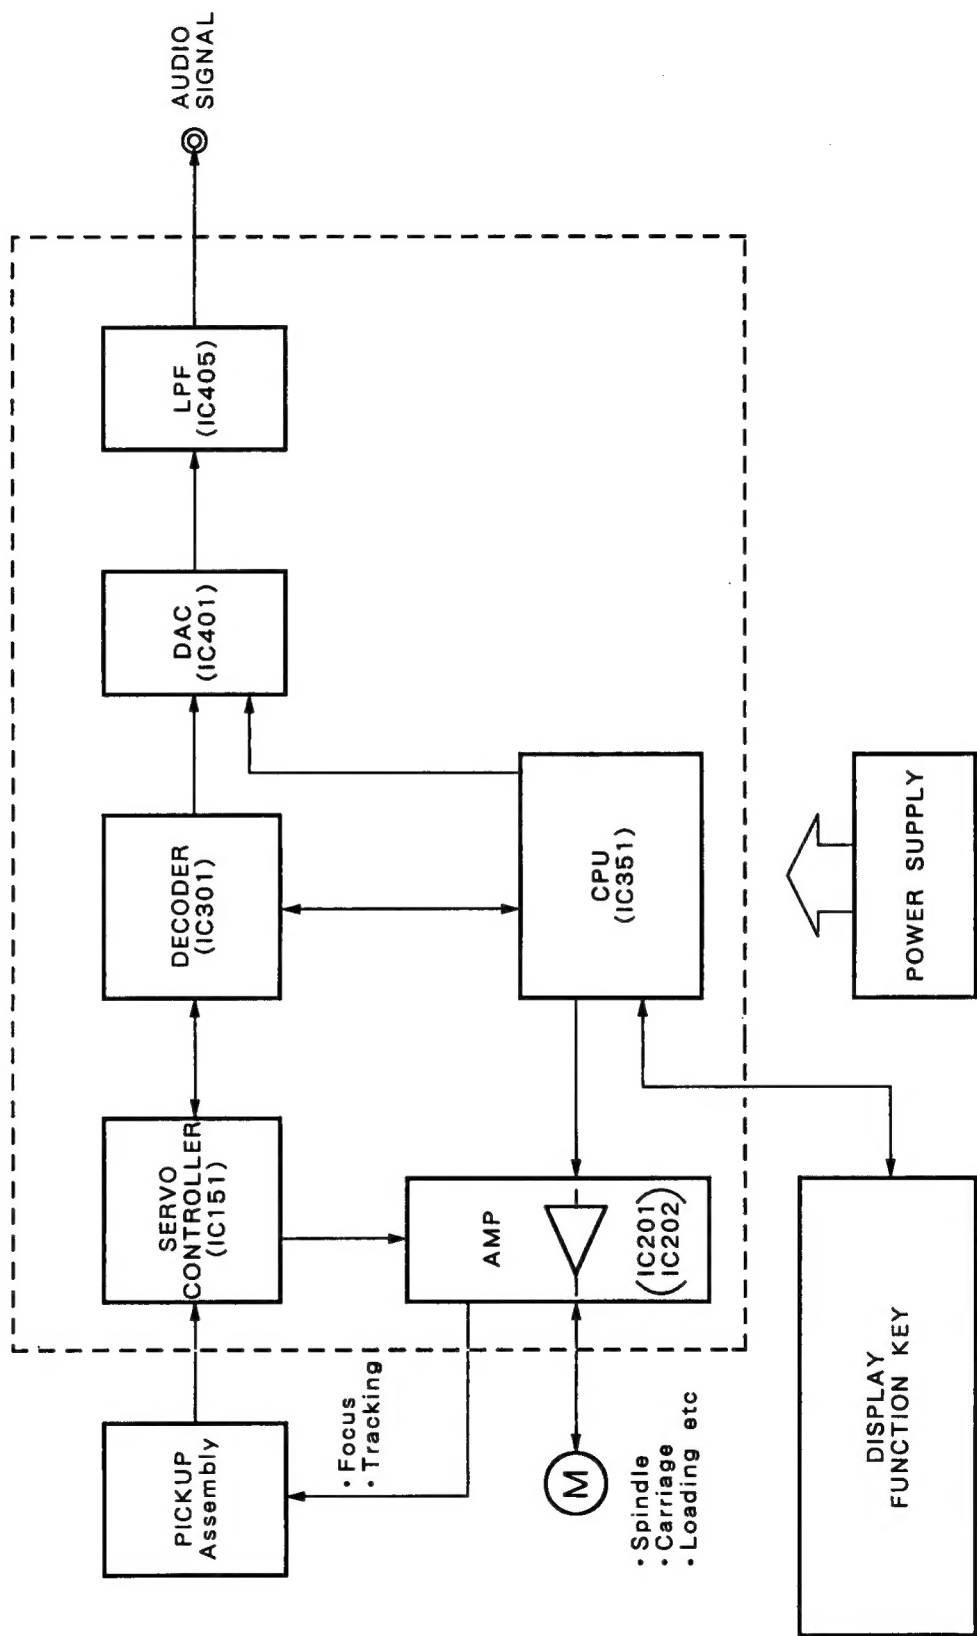 PICKUP
Assembly
SERVO
CONTROLLER
(IC151)
DECODER
(IC301)
DAC
(IC401)
LPF
(IC405)
AUDIO
SIGNAL
• Focus
• Tracking
AMP
(IC201)
(IC202)
CPU
(IC351)
M
• Spindle
• Carriage
• Loading etc
DISPLAY
FUNCTION KEY
POWER SUPPLY